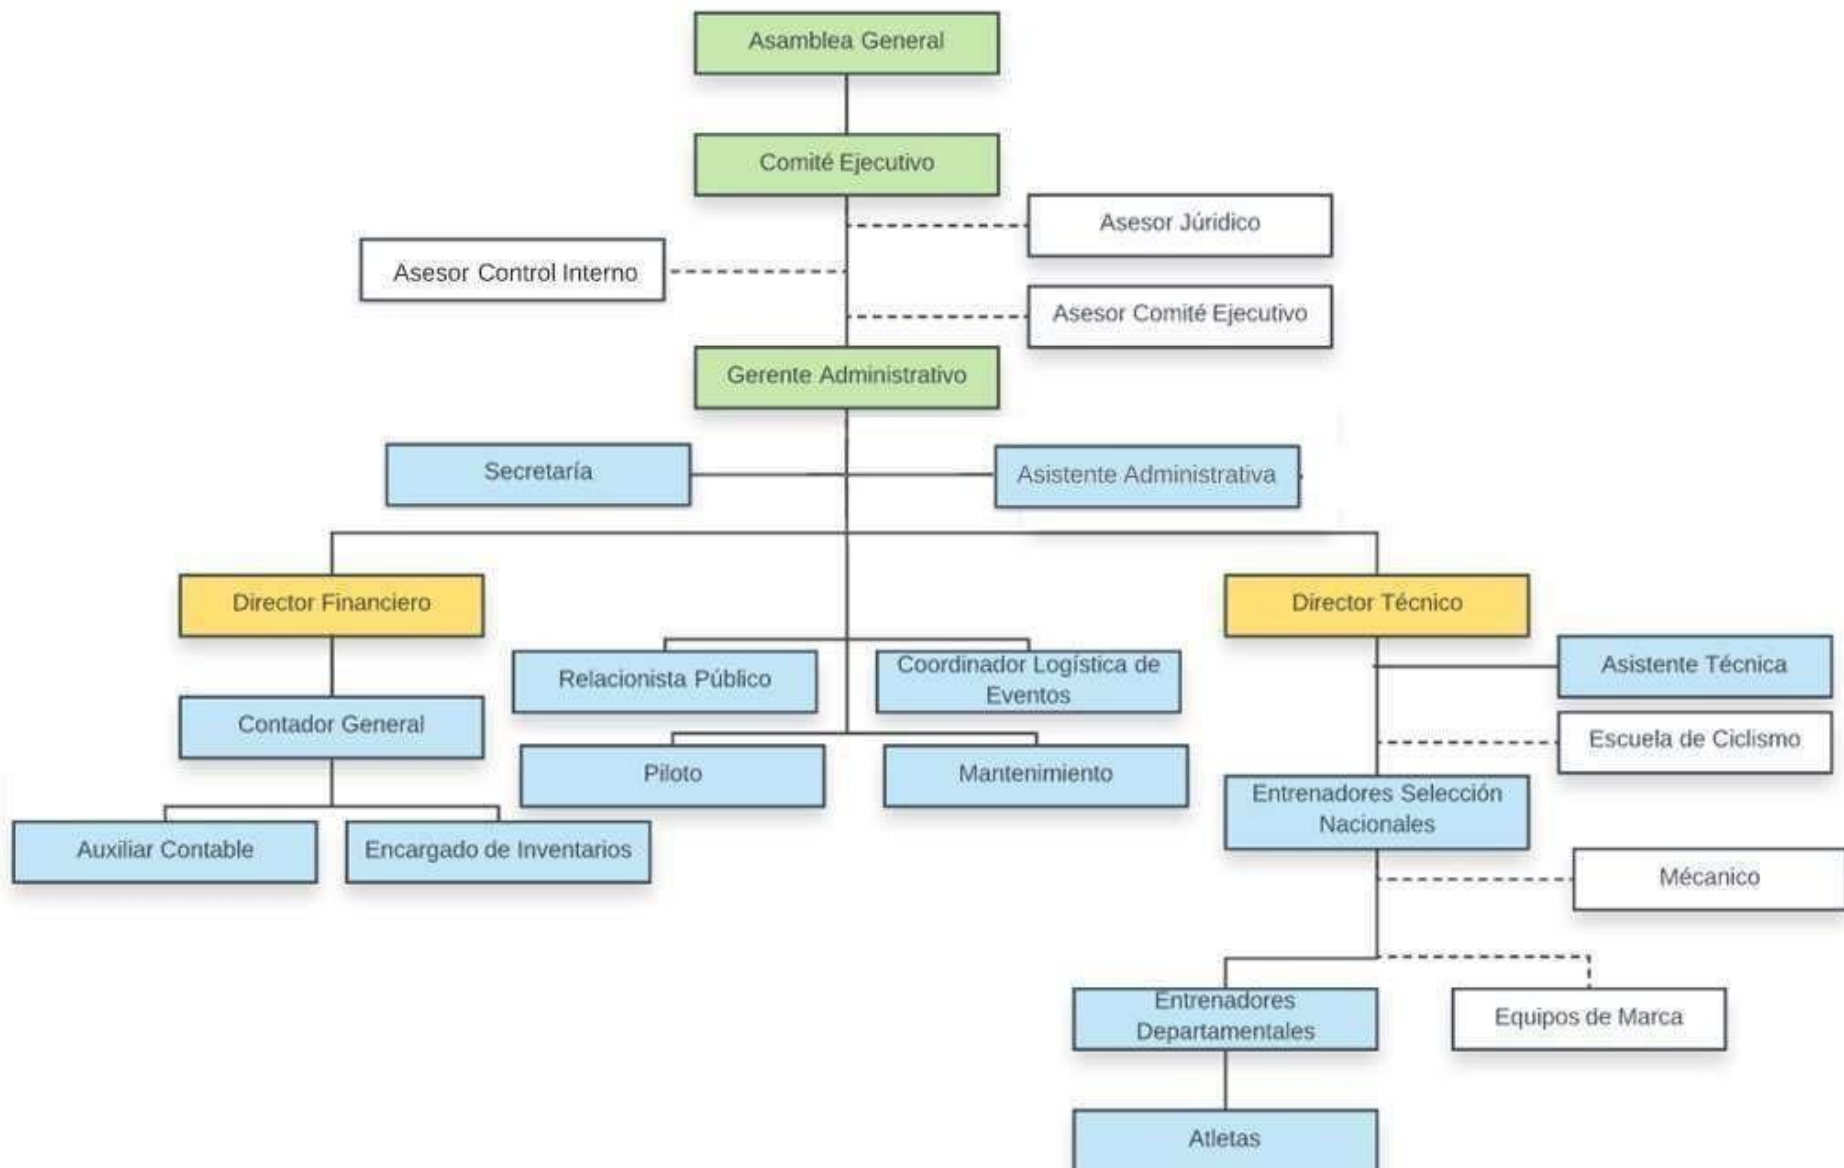 Asamblea General
Comité Ejecutivo
Asesor Júridico
Asesor Control Interno
Asesor Comité Ejecutivo
Gerente Administrativo
Secretaría
Asistente Administrativa
Director Financiero
Director Técnico
Relacionista Público
Coordinador Logística de
Eventos
Asistente Técnica
Contador General
Escuela de Ciclismo
Piloto
Mantenimiento
Entrenadores Selección
Nacionales
Auxiliar Contable
Encargado de Inventarios
Mécanico
Entrenadores
Departamentales
Equipos de Marca
Atletas